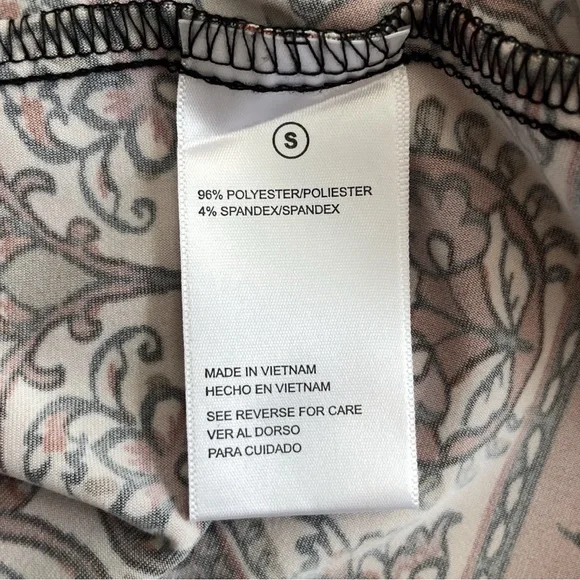 S
96% POLYESTER/POLIESTER
4% SPANDEX/SPANDEX
MADE IN VIETNAM
HECHO EN VIETNAM
SEE REVERSE FOR CARE
VER AL DORSO
PARA CUIDADO